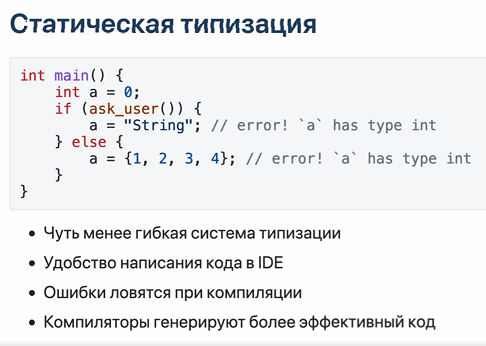 Статическая типизация
int main() {
    int a = 0;
    if (ask_user()) {
        a = "String"; // error! `a` has type int
    } else {
        a = {1, 2, 3, 4}; // error! `a` has type int
    }
}
• Чуть менее гибкая система типизации
• Удобство написания кода в IDE
• Ошибки ловятся при компиляции
• Компиляторы генерируют более эффективный код